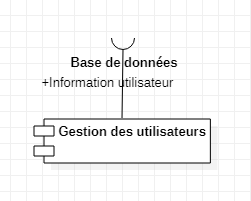 Base de données
+Information utilisateur
Gestion des utilisateurs